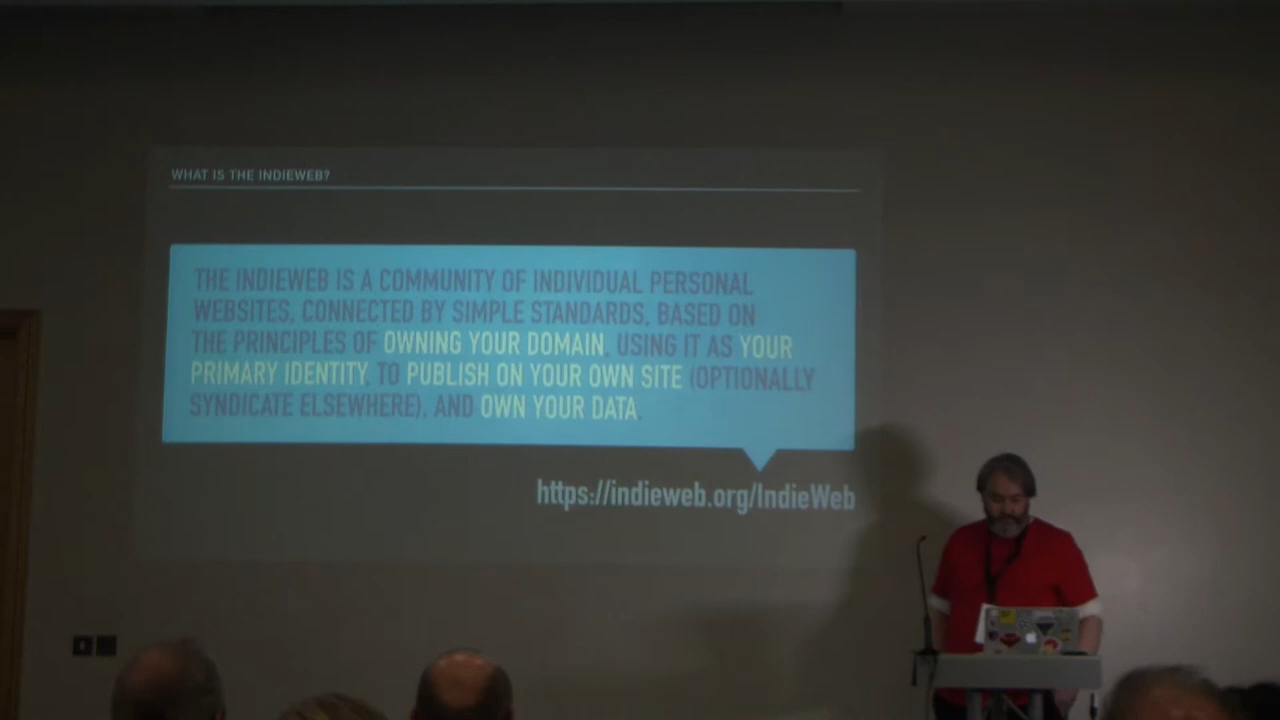 WHAT IS THE INDIEWEB?
THE INDIEWEB IS A COMMUNITY OF INDIVIDUAL PERSONAL
WEBSITES, CONNECTED BY SIMPLE STANDARDS, BASED ON
THE PRINCIPLES OF OWNING YOUR DOMAIN, USING IT AS YOUR
PRIMARY IDENTITY, TO PUBLISH ON YOUR OWN SITE (OPTIONALLY
SYNDICATE ELSEWHERE), AND OWN YOUR DATA.
https://indieweb.org/IndieWeb